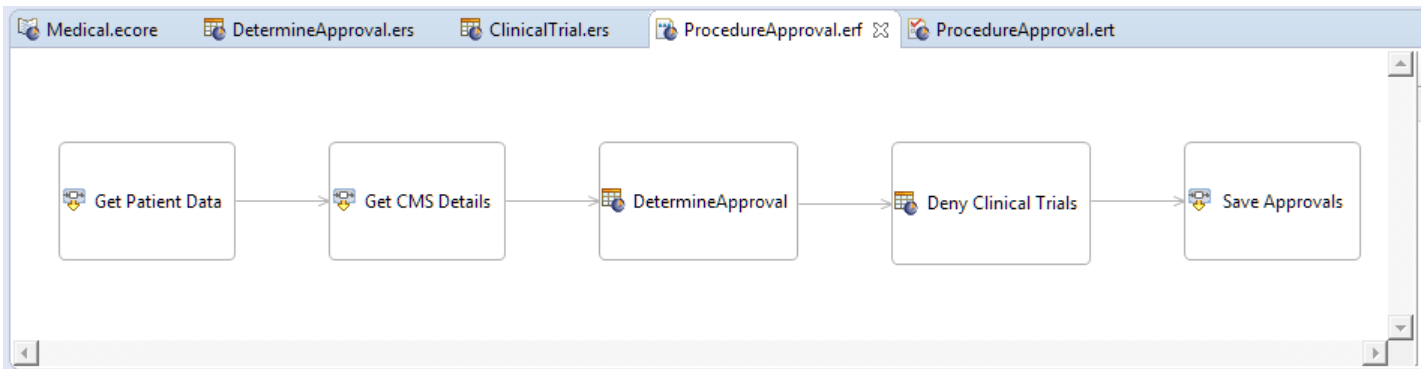 Medical.ecore DetermineApproval.ers ClinicalTrial.ers ProcedureApproval.erf ProcedureApproval.ert
Get Patient Data Get CMS Details DetermineApproval Deny Clinical Trials Save Approvals